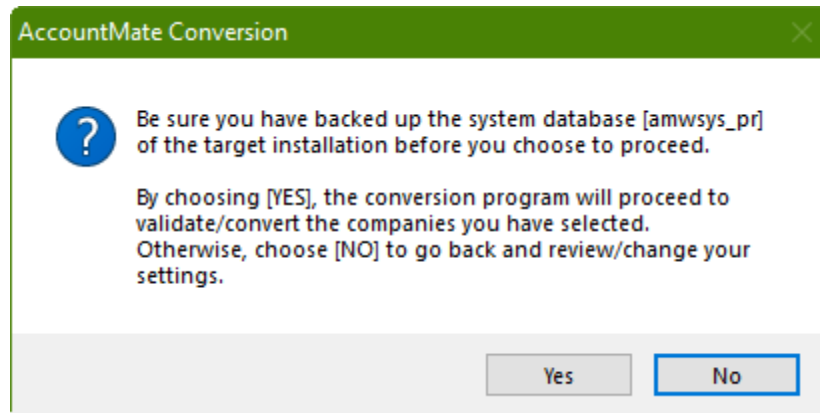 AccountMate Conversion
Be sure you have backed up the system database [amwsys_pr]
of the target installation before you choose to proceed.
By choosing [YES], the conversion program will proceed to
validate/convert the companies you have selected.
Otherwise, choose [NO] to go back and review/change your
settings.
Yes No